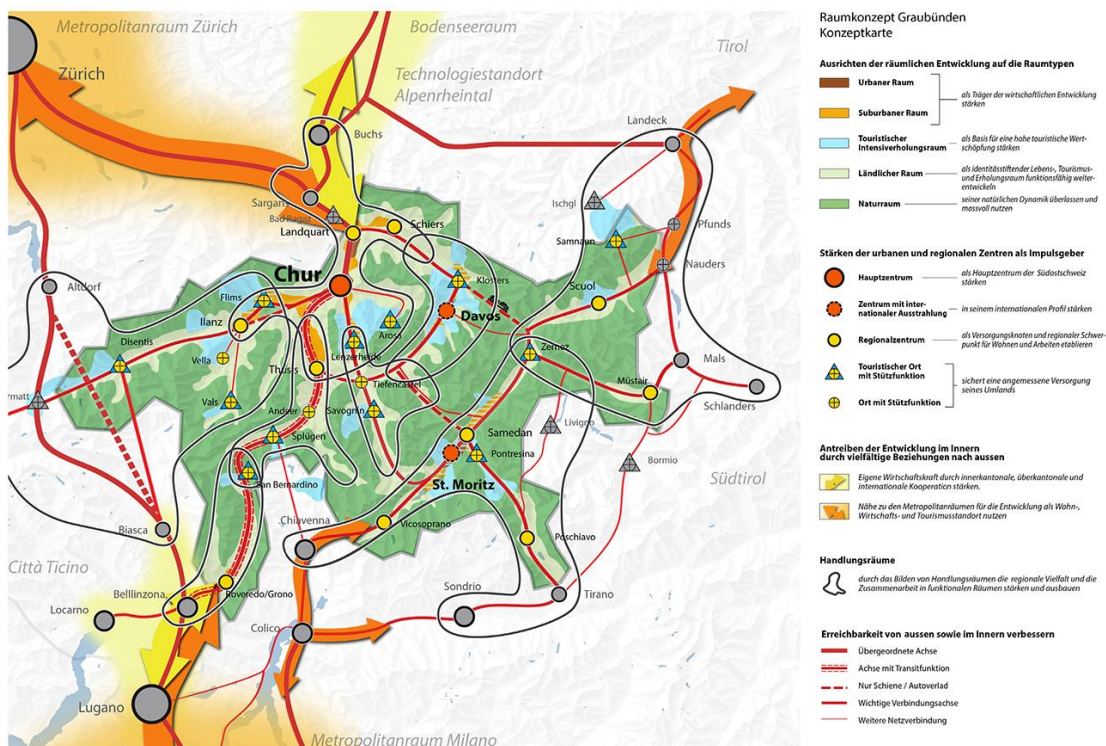 Metropolitanraum Zürich
Bodenseeraum
Tirol
Zürich
Technologiestandort
Alpenrheintal
Buchs
Landeck
Sargans
Bad Ragaz
Landquart
Schiers
Ischgl
Pfunds
Samnaun
Nauders
Chur
Klosters
Scuol
Altdorf
Flims
Davos
Ilanz
Arosa
Disentis
Lenzerheide
Zernez
Mals
Vella
Thusis
Tiefencastel
Müstair
Schlanders
rmatt
Vals
Andeer
Savognin
Livigno
Splügen
Samedan
Pontresina
Bormio
Südtirol
San Bernardino
St. Moritz
Biasca
Chiavenna
Vicosoprano
Poschiavo
Città Ticino
Sondrio
Tirano
Belllinzona
Roveredo/Grono
Locarno
Colico
Lugano
Metropolitanraum Milano
Raumkonzept Graubünden
Konzeptkarte
Ausrichten der räumlichen Entwicklung auf die Raumtypen
Urbaner Raum
als Träger der wirtschaftlichen Entwicklung
stärken
Suburbaner Raum
Touristischer
Intensiverholungsraum
als Basis für eine hohe touristische Wert-
schöpfung stärken
Ländlicher Raum
als identitässtiftender Lebens-, Tourismus-
und Erholungsraum funktionsfähig weiter-
entwickeln
Naturraum
seiner natürlichen Dynamik überlassen und
massvoll nutzen
Stärken der urbanen und regionalen Zentren als Impulsgeber
Hauptzentrum
als Hauptzentrum der Südostschweiz
stärken
Zentrum mit inter-
nationaler Ausstrahlung
in seinem internationalen Profil stärken
Regionalzentrum
als Versorgungsknoten und regionaler Schwer-
punkt für Wohnen und Arbeiten etablieren
Touristischer Ort
mit Stützfunktion
sichert eine angemessene Versorgung
seines Umlands
Ort mit Stützfunktion
Antreiben der Entwicklung im Innern
durch vielfältige Beziehungen nach aussen
Eigene Wirtschaftskraft durch innerkantonale, überkantonale und
internationale Kooperation stärken.
Nähe zu den Metropolitanräumen für die Entwicklung als Wohn-,
Wirtschafts- und Tourismusstandort nutzen
Handlungsräume
durch das Bilden von Handlungsräumen die regionale Vielfalt und die
Zusammenarbeit in funktionalen Räumen stärken und ausbauen
Erreichbarkeit von aussen sowie im Innern verbessern
Übergeordnete Achse
Achse mit Transitfunktion
Nur Schiene / Autoverlad
Wichtige Verbindungsachse
Weitere Netzverbindung